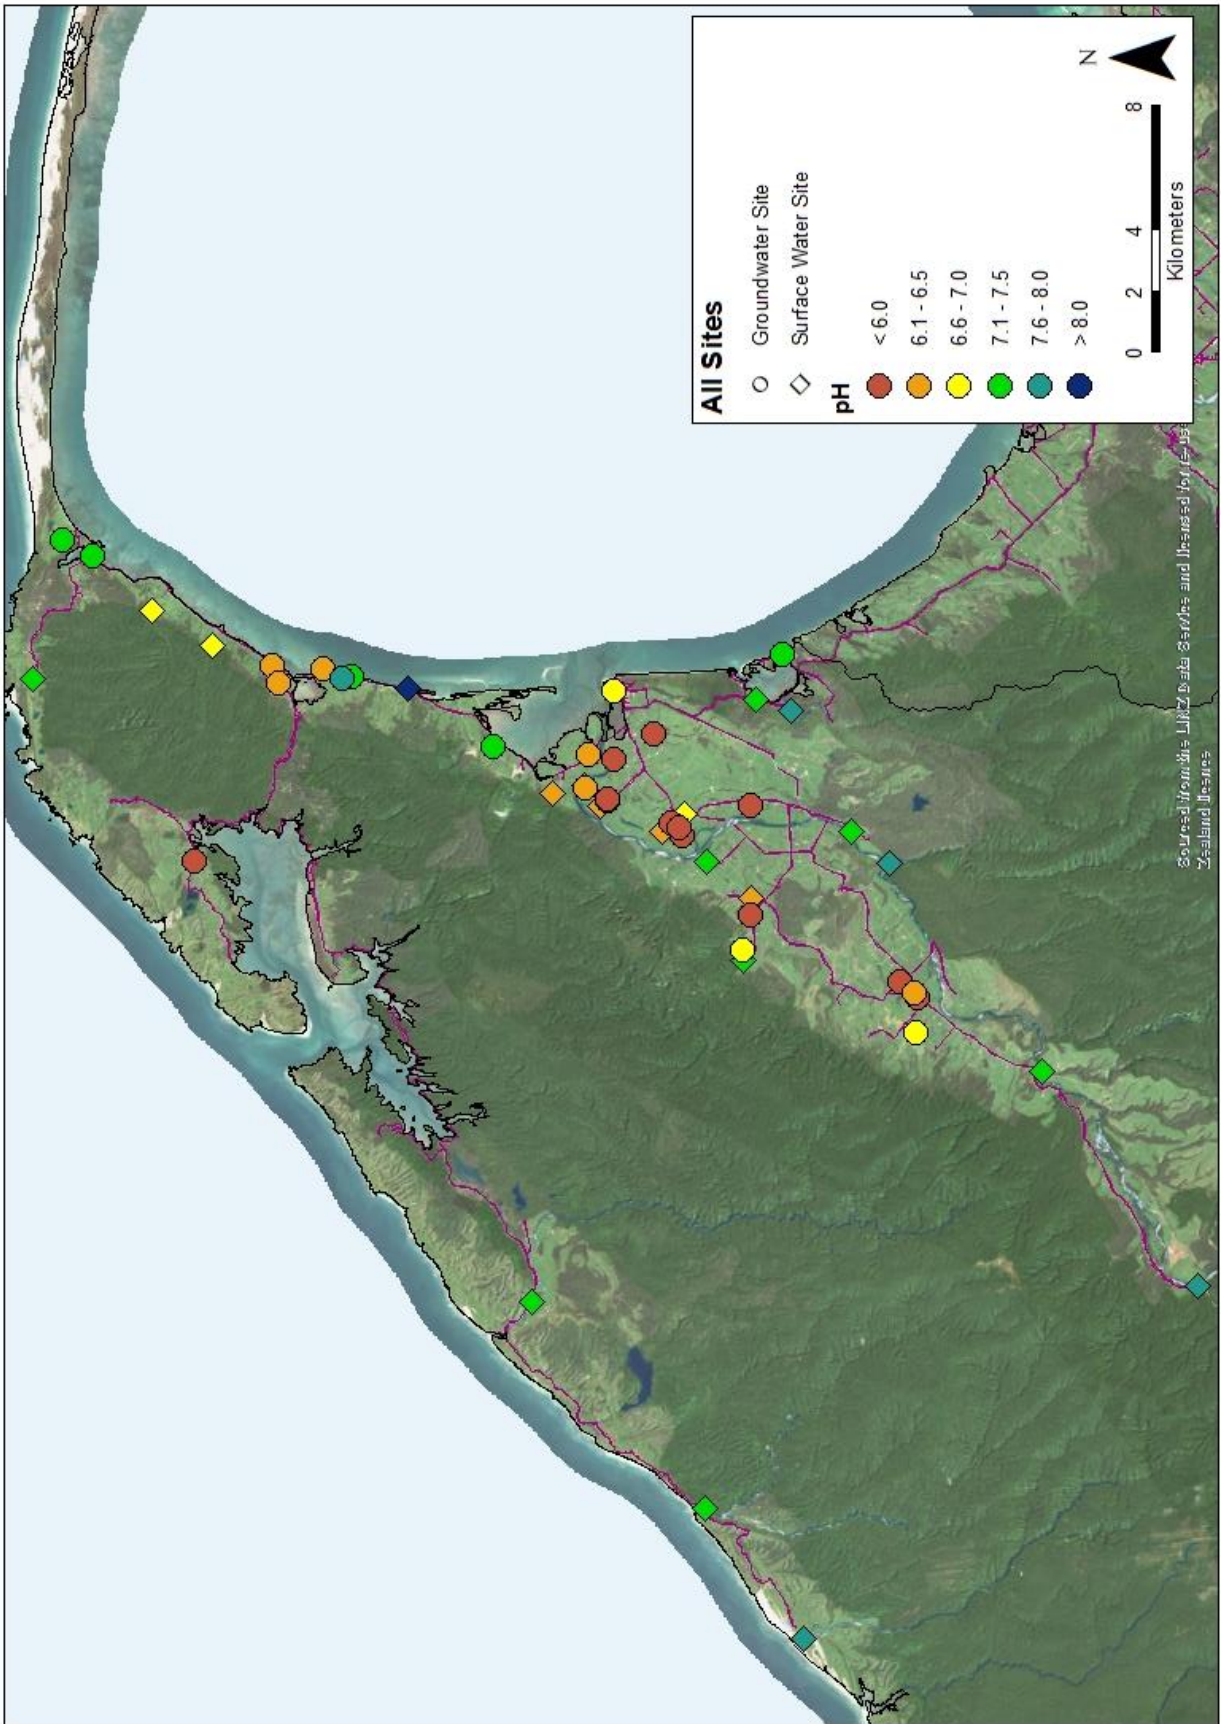 All Sites
Groundwater Site
Surface Water Site
pH
< 6.0
6.1 - 6.5
6.6 - 7.0
7.1 - 7.5
7.6 - 8.0
> 8.0
N
0 2 4 8
Kilometers
Sourced from the LINZ Data Service and licensed for re-use
Zealand licence